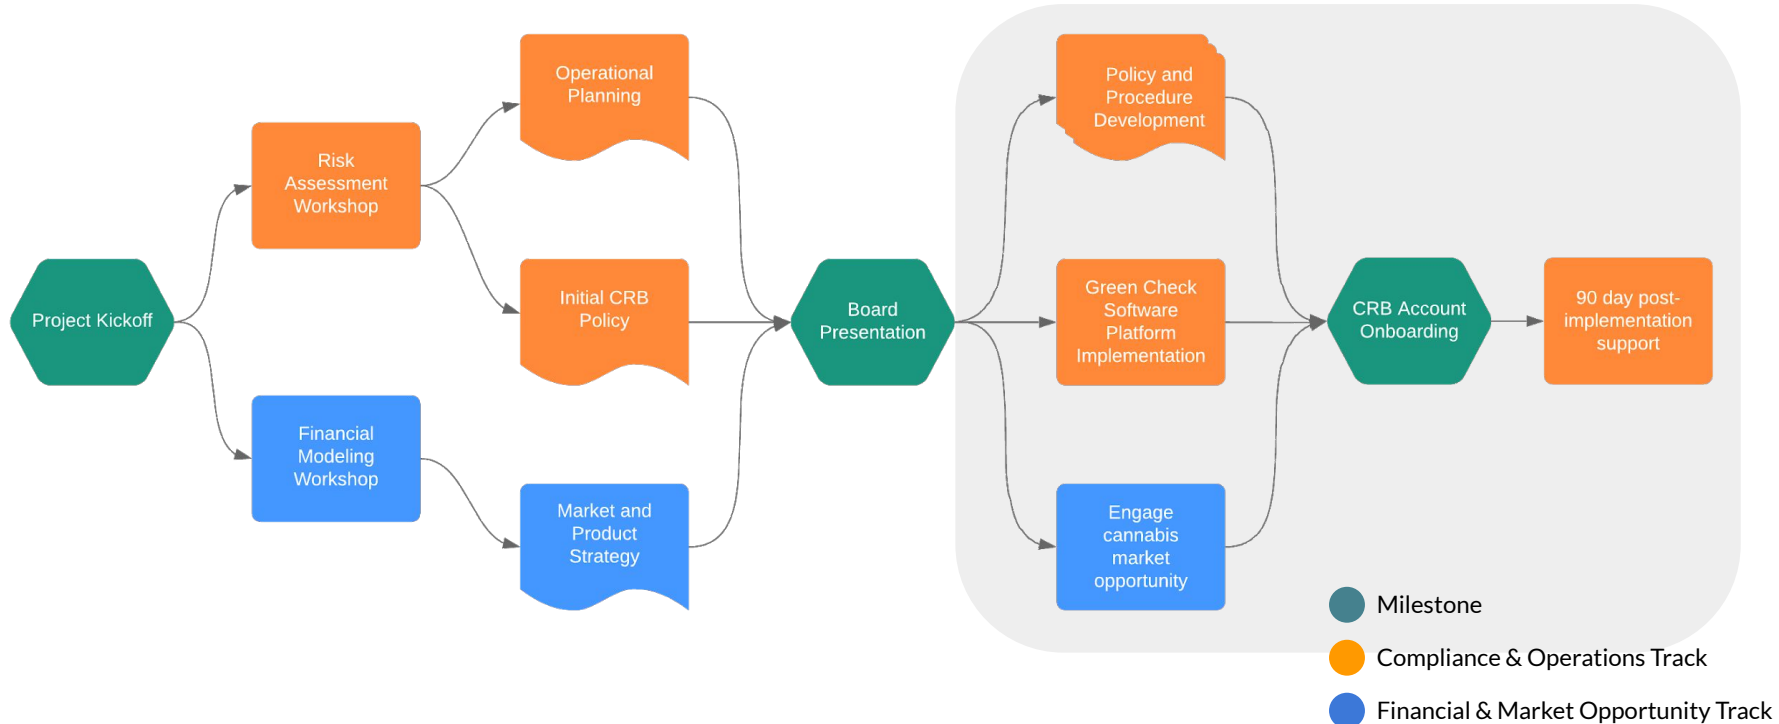 Project Kickoff
Risk
Assessment
Workshop
Financial
Modeling
Workshop
Operational
Planning
Initial CRB
Policy
Market and
Product
Strategy
Board
Presentation
Policy and
Procedure
Development
Green Check
Software
Platform
Implementation
Engage
cannabis
market
opportunity
CRB Account
Onboarding
90 day post-
implementation
support
Milestone
Compliance & Operations Track
Financial & Market Opportunity Track